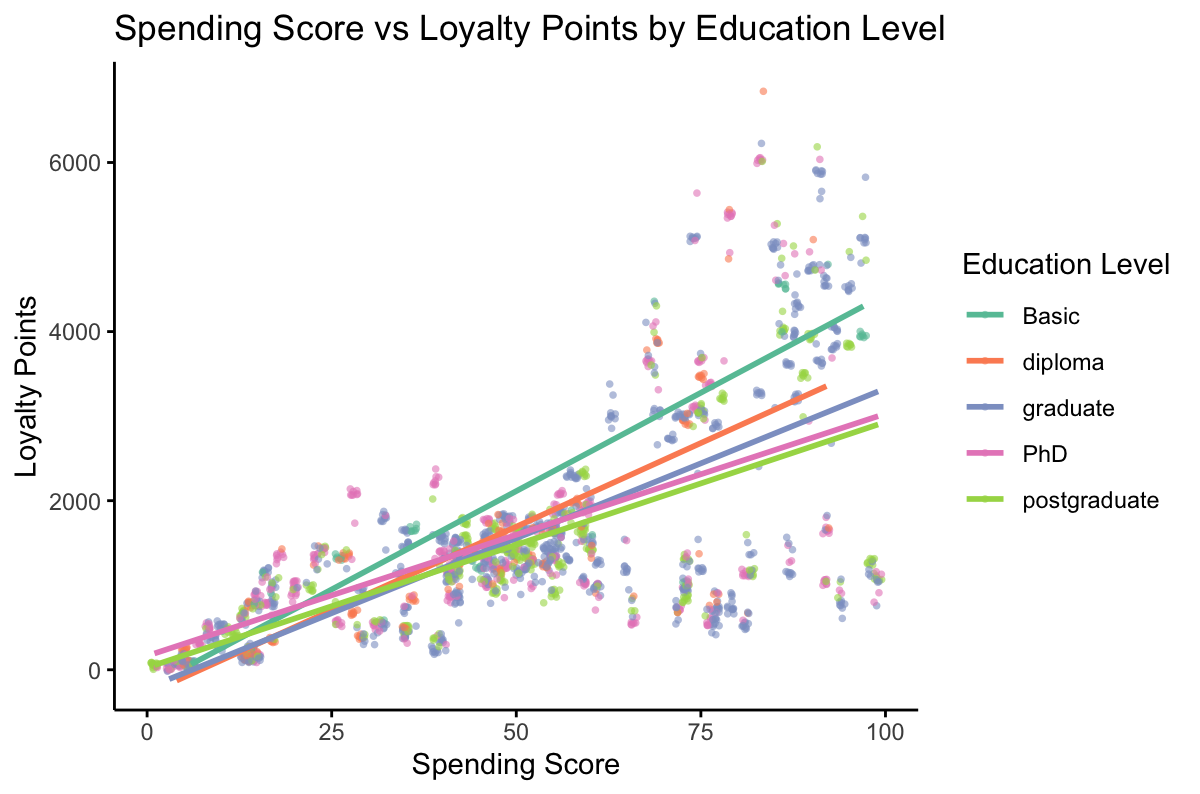 Spending Score vs Loyalty Points by Education Level
6000
4000
2000
0
Loyalty Points
0 25 50 75 100
Spending Score
Education Level
Basic
diploma
graduate
PhD
postgraduate